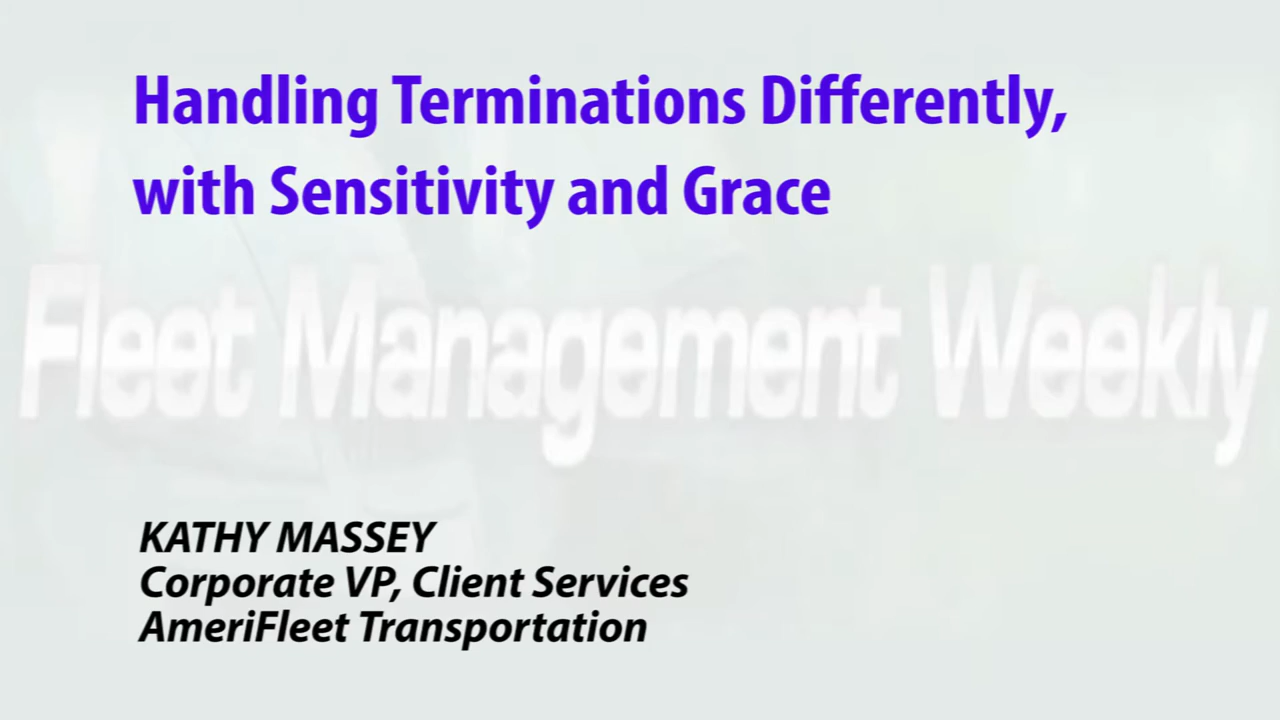 Handling Terminations Differently,
with Sensitivity and Grace
Fleet Management Weekly
KATHY MASSEY
Corporate VP, Client Services
AmeriFleet Transportation